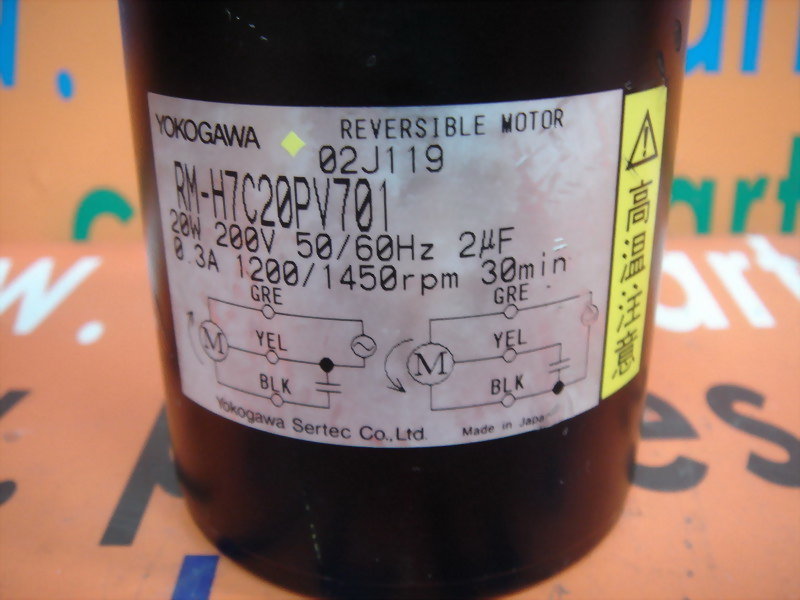 YOKOGAWA REVERSIBLE MOTOR
02J119
RM-H7C20PV701
20W 200V 50/60Hz 2μF
0.3A 1200/1450rpm 30min
GRE
M
YEL
BLK
GRE
M
YEL
BLK
Yokogawa Sertec Co.,Ltd. Made in Japan
高温注意